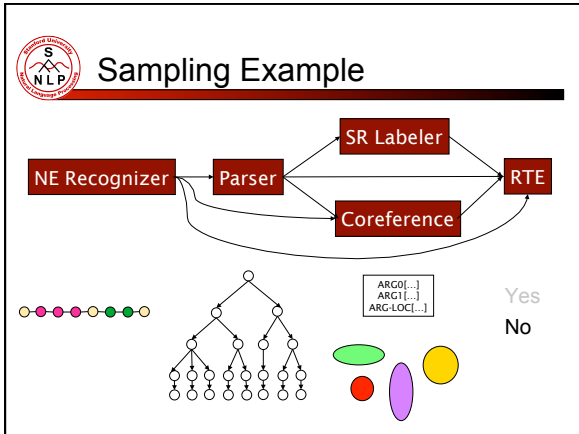 Stanford University
S
NLP
Natural Language Processing
Sampling Example
SR Labeler
NE Recognizer
Parser
RTE
Coreference
ARG0[…]
ARG1[…]
ARG-LOC[…]
Yes
No